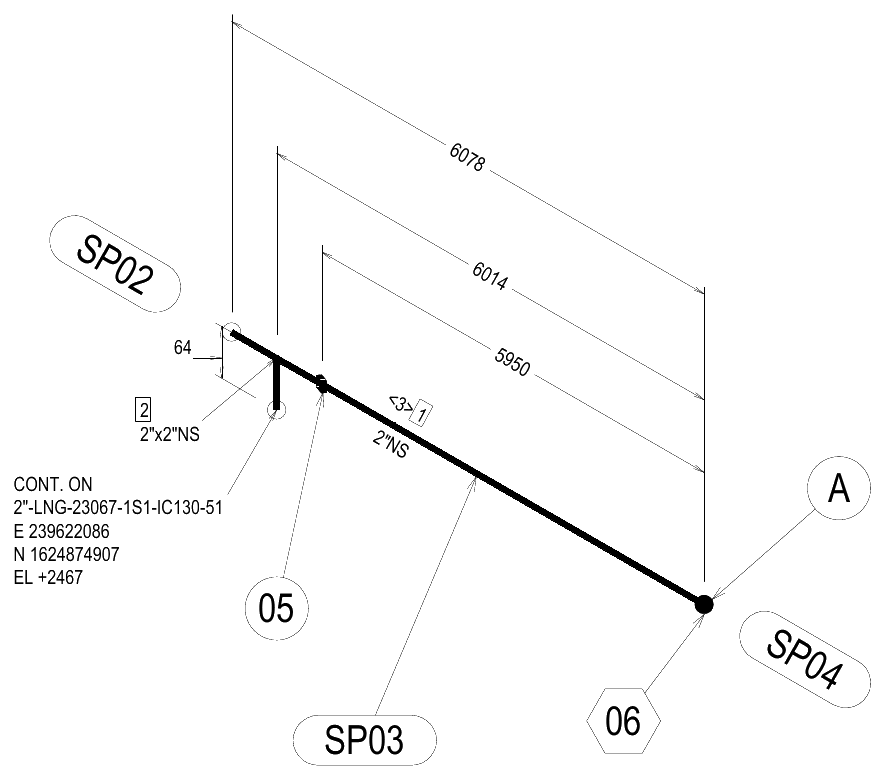 6078
6014
5950
SP02
64
<3> 1
2"NS
2
2"x2"NS
CONT. ON
2"-LNG-23067-1S1-IC130-51
E 239622086
N 1624874907
EL +2467
A
05
SP04
06
SP03